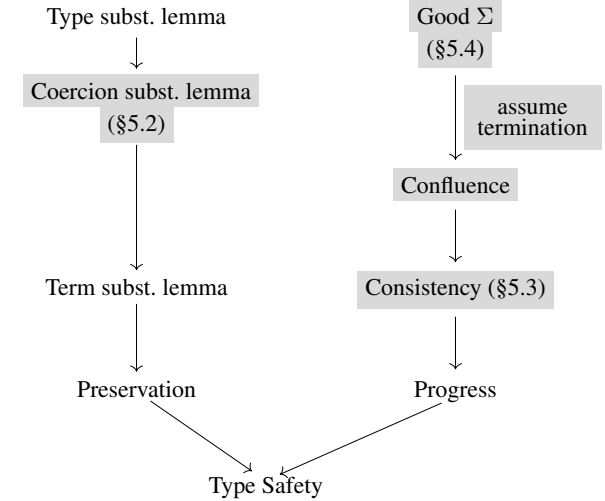 Type subst. lemma
Coercion subst. lemma
(§5.2)
Term subst. lemma
Preservation
Good Σ
(§5.4)
assume
termination
Confluence
Consistency (§5.3)
Progress
Type Safety